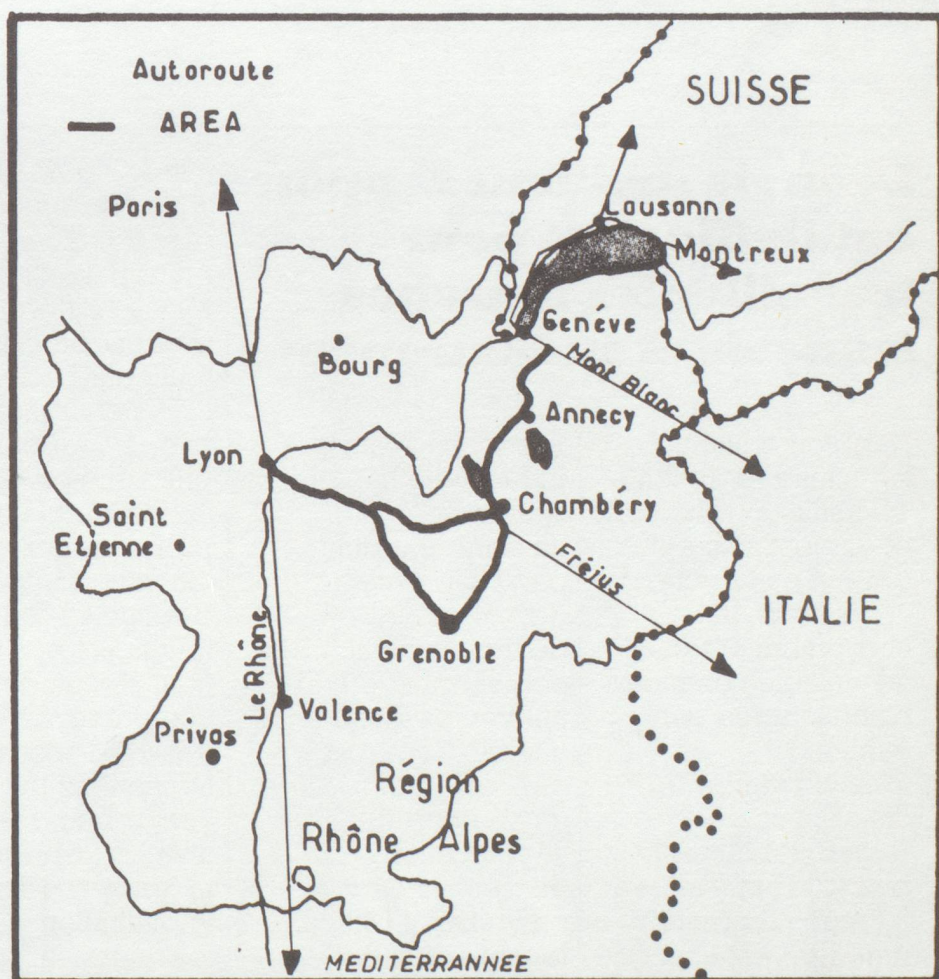 Autoroute
AREA
SUISSE
Paris
Lausanne
Montreux
Genéve
Bourg
Mont Blanc
Annecy
Lyon
Chambéry
Saint
Etienne
Fréjus
ITALIE
Grenoble
Le Rhône
Valence
Privas
Région
Rhône Alpes
MEDITERRANNEE